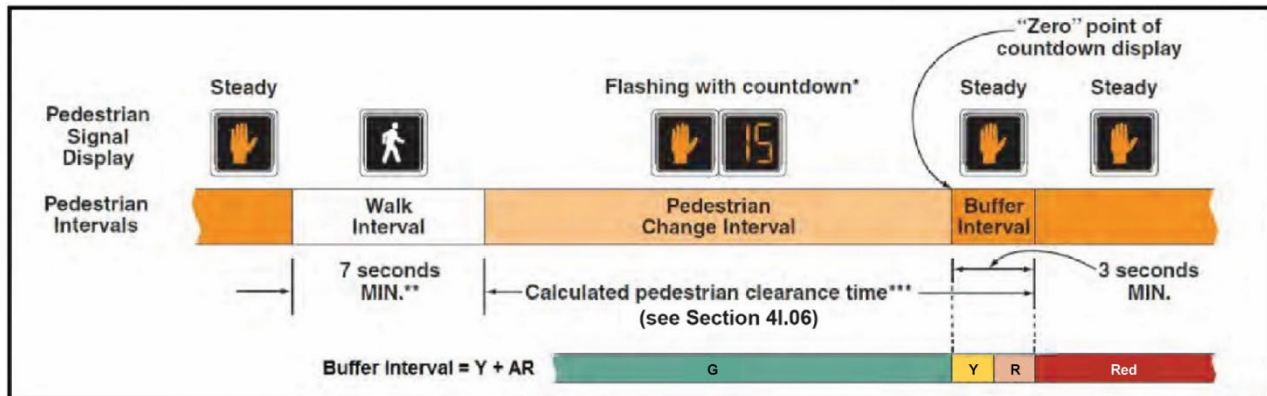 "Zero" point of
countdown display
Steady
Flashing with countdown*
Steady
Steady
Pedestrian
Signal
Display
15
Pedestrian
Intervals
Walk
Interval
Pedestrian
Change Interval
Buffer
Interval
7 seconds
MIN.**
Calculated pedestrian clearance time***
(see Section 4I.06)
3 seconds
MIN.
Buffer Interval = Y + AR
G
Y
R
Red